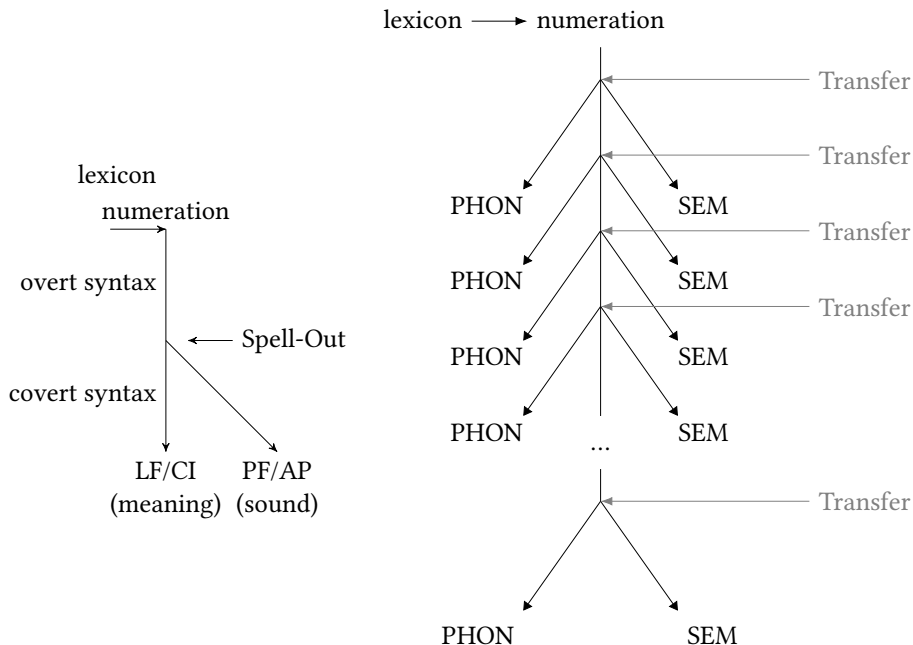 lexicon
numeration
overt syntax
Spell-Out
covert syntax
LF/CI PF/AP
(meaning) (sound)
lexicon numeration
Transfer
Transfer
PHON SEM
Transfer
PHON SEM
Transfer
PHON SEM
PHON SEM
...
Transfer
PHON SEM